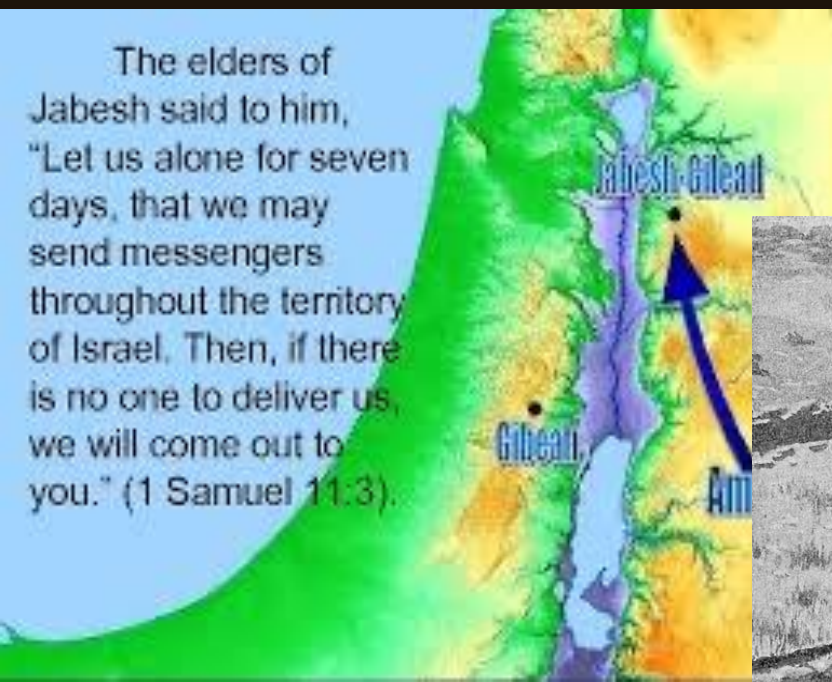 The elders of
Jabesh said to him,
“Let us alone for seven
days, that we may
send messengers
throughout the territory
of Israel. Then, if there
is no one to deliver us,
we will come out to
you.” (1 Samuel 11:3).
Jabesh-Gilead
Gibeah
Am